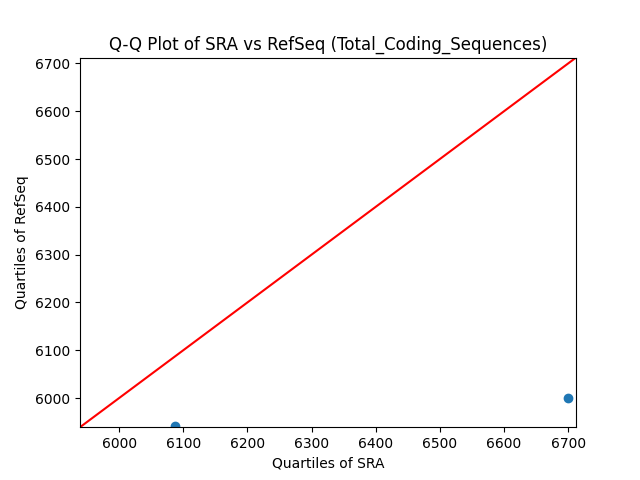 Q-Q Plot of SRA vs RefSeq (Total_Coding_Sequences)
6700
6600
6500
6400
6300
6200
6100
6000
Quartiles of RefSeq
6000 6100 6200 6300 6400 6500 6600 6700
Quartiles of SRA